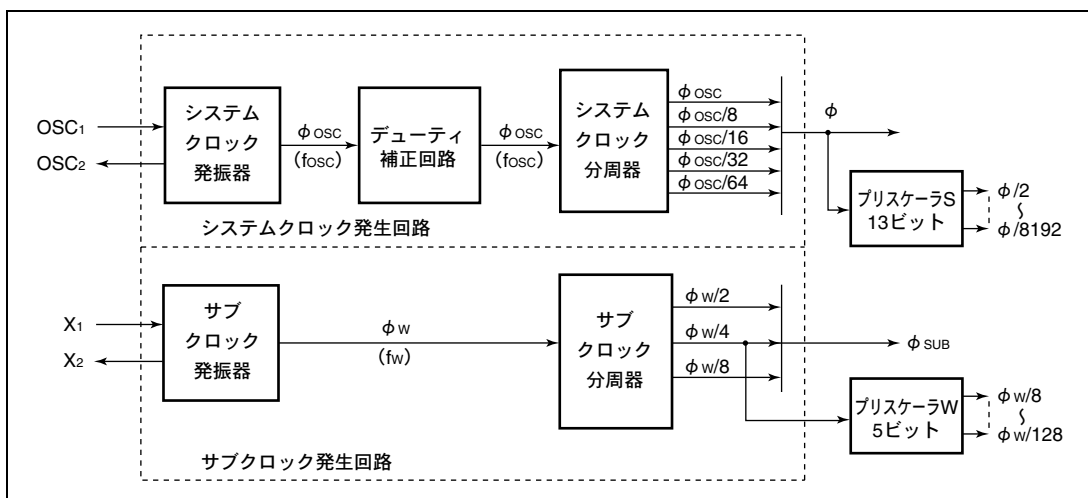 OSC1
OSC2
システム
クロック
発振器
φOSC
(fOSC)
デューティ
補正回路
φOSC
(fOSC)
システム
クロック
分周器
φOSC
φOSC/8
φOSC/16
φOSC/32
φOSC/64
φ
プリスケーラS
13ビット
φ/2
〜
φ/8192
システムクロック発生回路
X1
X2
サブ
クロック
発振器
φW
(fW)
サブ
クロック
分周器
φW/2
φW/4
φW/8
φSUB
プリスケーラW
5ビット
φW/8
〜
φW/128
サブクロック発生回路